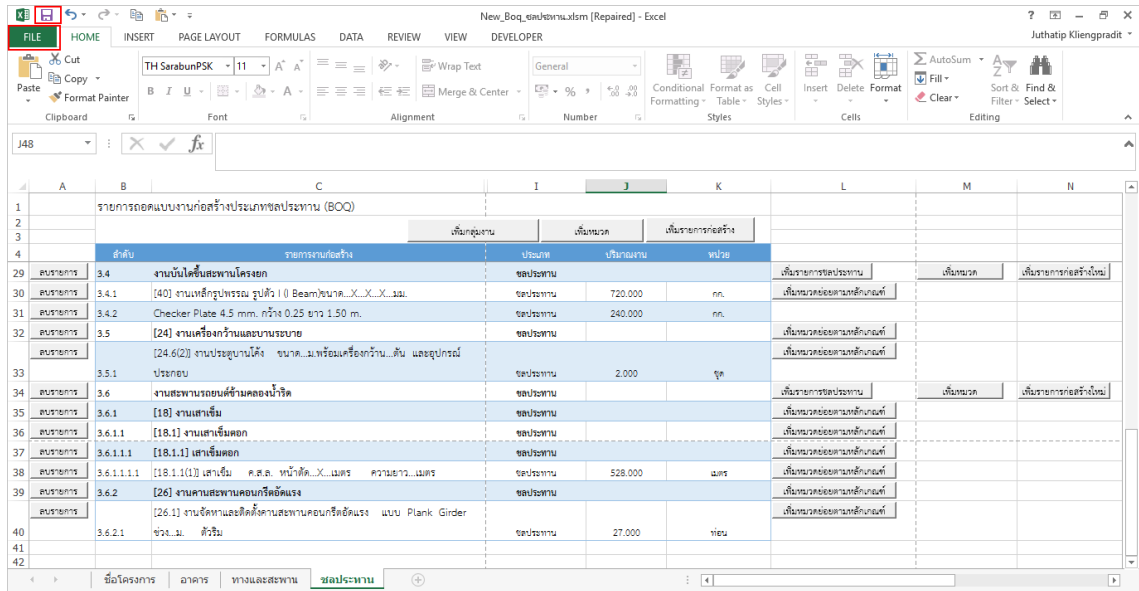 New_Boq_ชลประทาน.xlsm [Repaired] - Excel
Juthatip Kliengpradit
FILE HOME INSERT PAGE LAYOUT FORMULAS DATA REVIEW VIEW DEVELOPER
Cut
Copy
Format Painter
Paste
Clipboard
TH SarabunPSK 11
B I U
Font
Wrap Text
Merge & Center
Alignment
General
% ,
Number
Conditional Formatting
Format as Table
Cell Styles
Styles
Insert Delete Format
Cells
AutoSum
Fill
Clear
Sort & Filter
Find & Select
Editing
J48 fx
A B C I J K L M N
1 รายการถอดแบบงานก่อสร้างประเภทชลประทาน (BOQ)
2 เพิ่มกลุ่มงาน เพิ่มหมวด เพิ่มรายการก่อสร้าง
3
4 ลำดับ รายการงานก่อสร้าง ประเภท ปริมาณงาน หน่วย
29 ลบรายการ 3.4 งานบันไดขึ้นสะพานโครงยก ชลประทาน เพิ่มรายการชลประทาน เพิ่มหมวด เพิ่มรายการก่อสร้างใหม่
30 ลบรายการ 3.4.1 [40] งานเหล็กรูปพรรณ รูปตัว I (I Beam)ขนาด...X...X...X...มม. ชลประทาน 720.000 กก. เพิ่มหมวดย่อยตามหลักเกณฑ์
31 ลบรายการ 3.4.2 Checker Plate 4.5 mm. กว้าง 0.25 ยาว 1.50 m. ชลประทาน 240.000 กก.
32 ลบรายการ 3.5 [24] งานเครื่องกว้านและบานระบาย ชลประทาน เพิ่มหมวดย่อยตามหลักเกณฑ์
ลบรายการ [24.6(2)] งานประตูบานโค้ง ขนาด...ม.พร้อมเครื่องกว้าน...ตัน และอุปกรณ์ เพิ่มหมวดย่อยตามหลักเกณฑ์
33 3.5.1 ประกอบ ชลประทาน 2.000 ชุด
34 ลบรายการ 3.6 งานสะพานรถยนต์ข้ามคลองน้ำริด ชลประทาน เพิ่มรายการชลประทาน เพิ่มหมวด เพิ่มรายการก่อสร้างใหม่
35 ลบรายการ 3.6.1 [18] งานเสาเข็ม ชลประทาน เพิ่มหมวดย่อยตามหลักเกณฑ์
36 ลบรายการ 3.6.1.1 [18.1] งานเสาเข็มตอก ชลประทาน เพิ่มหมวดย่อยตามหลักเกณฑ์
37 ลบรายการ 3.6.1.1.1 [18.1.1] เสาเข็มตอก ชลประทาน เพิ่มหมวดย่อยตามหลักเกณฑ์
38 ลบรายการ 3.6.1.1.1.1 [18.1.1(1)] เสาเข็ม ค.ส.ล. หน้าตัด...X...เมตร ความยาว...เมตร ชลประทาน 528.000 เมตร เพิ่มหมวดย่อยตามหลักเกณฑ์
39 ลบรายการ 3.6.2 [26] งานคานสะพานคอนกรีตอัดแรง ชลประทาน เพิ่มหมวดย่อยตามหลักเกณฑ์
ลบรายการ [26.1] งานจัดหาและติดตั้งคานสะพานคอนกรีตอัดแรง แบบ Plank Girder เพิ่มหมวดย่อยตามหลักเกณฑ์
40 3.6.2.1 ช่วง...ม. ตัวริม ชลประทาน 27.000 ท่อน
41
42
ชื่อโครงการ อาคาร ทางและสะพาน ชลประทาน